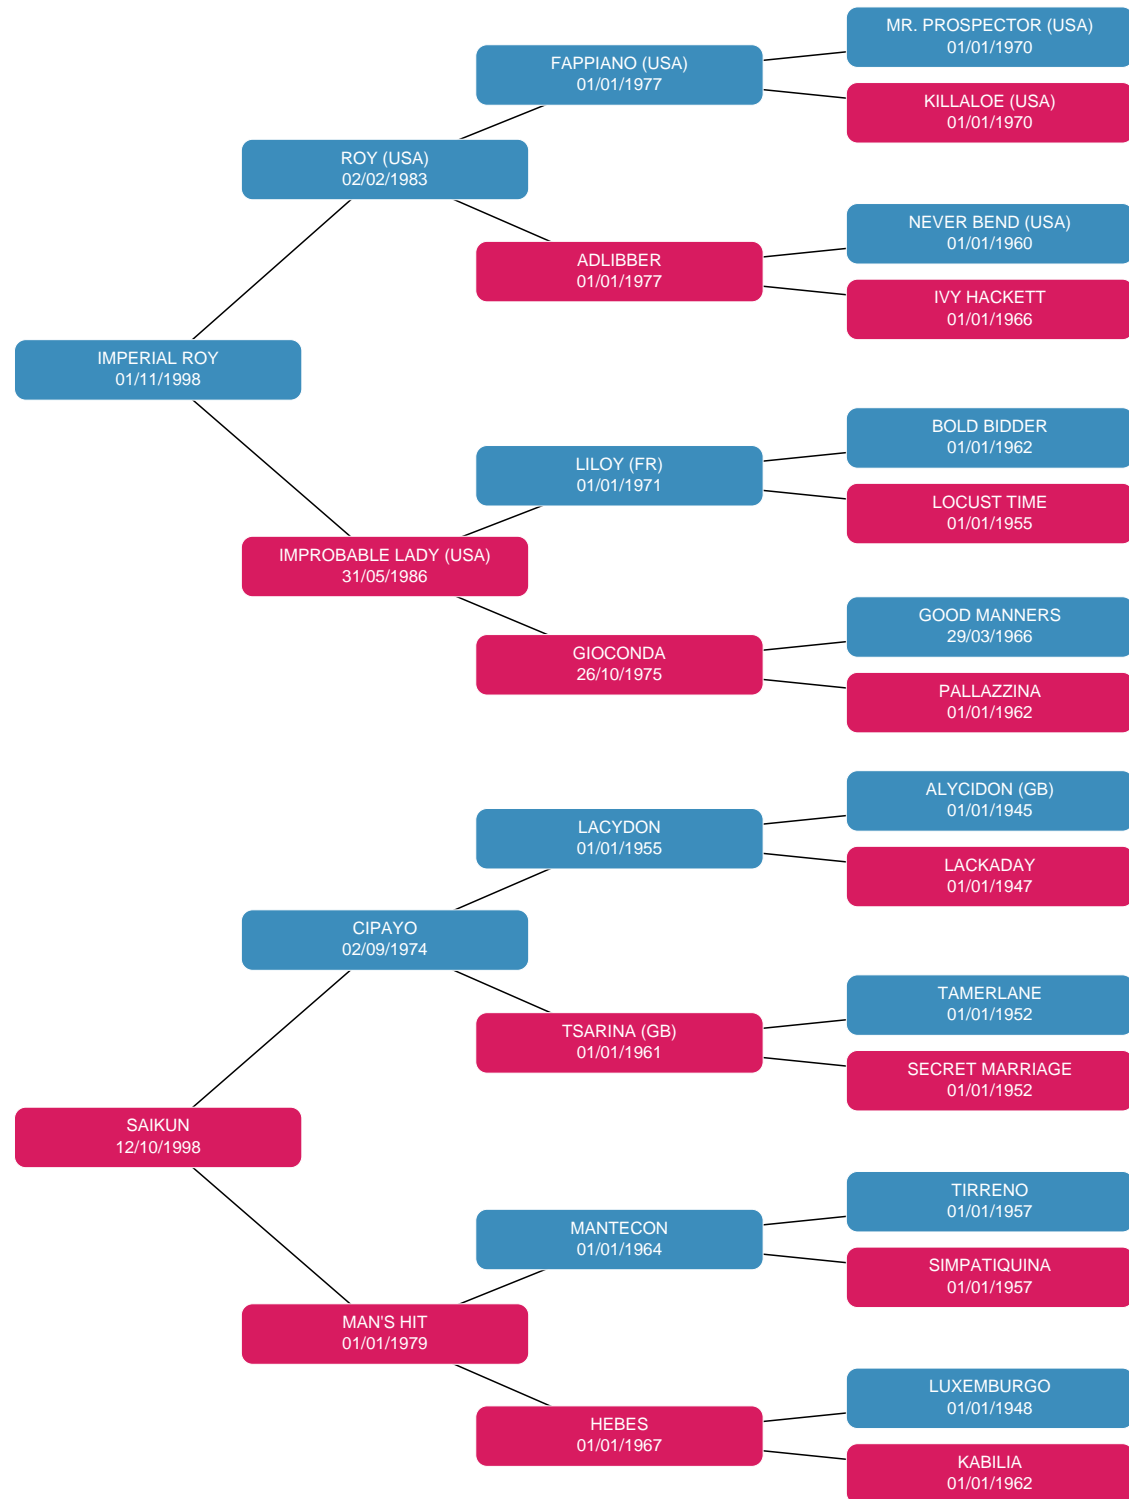 MR. PROSPECTOR (USA)
01/01/1970
FAPPIANO (USA)
01/01/1977
KILLALOE (USA)
01/01/1970
ROY (USA)
02/02/1983
NEVER BEND (USA)
01/01/1960
ADLIBBER
01/01/1977
IVY HACKETT
01/01/1966
IMPERIAL ROY
01/11/1998
BOLD BIDDER
01/01/1962
LILOY (FR)
01/01/1971
LOCUST TIME
01/01/1955
IMPROBABLE LADY (USA)
31/05/1986
GOOD MANNERS
29/03/1966
GIOCONDA
26/10/1975
PALLAZZINA
01/01/1962
ALYCIDON (GB)
01/01/1945
LACYDON
01/01/1955
LACKADAY
01/01/1947
CIPAYO
02/09/1974
TAMERLANE
01/01/1952
TSARINA (GB)
01/01/1961
SECRET MARRIAGE
01/01/1952
SAIKUN
12/10/1998
TIRRENO
01/01/1957
MANTECON
01/01/1964
SIMPATIQUINA
01/01/1957
MAN'S HIT
01/01/1979
LUXEMBURGO
01/01/1948
HEBES
01/01/1967
KABILIA
01/01/1962